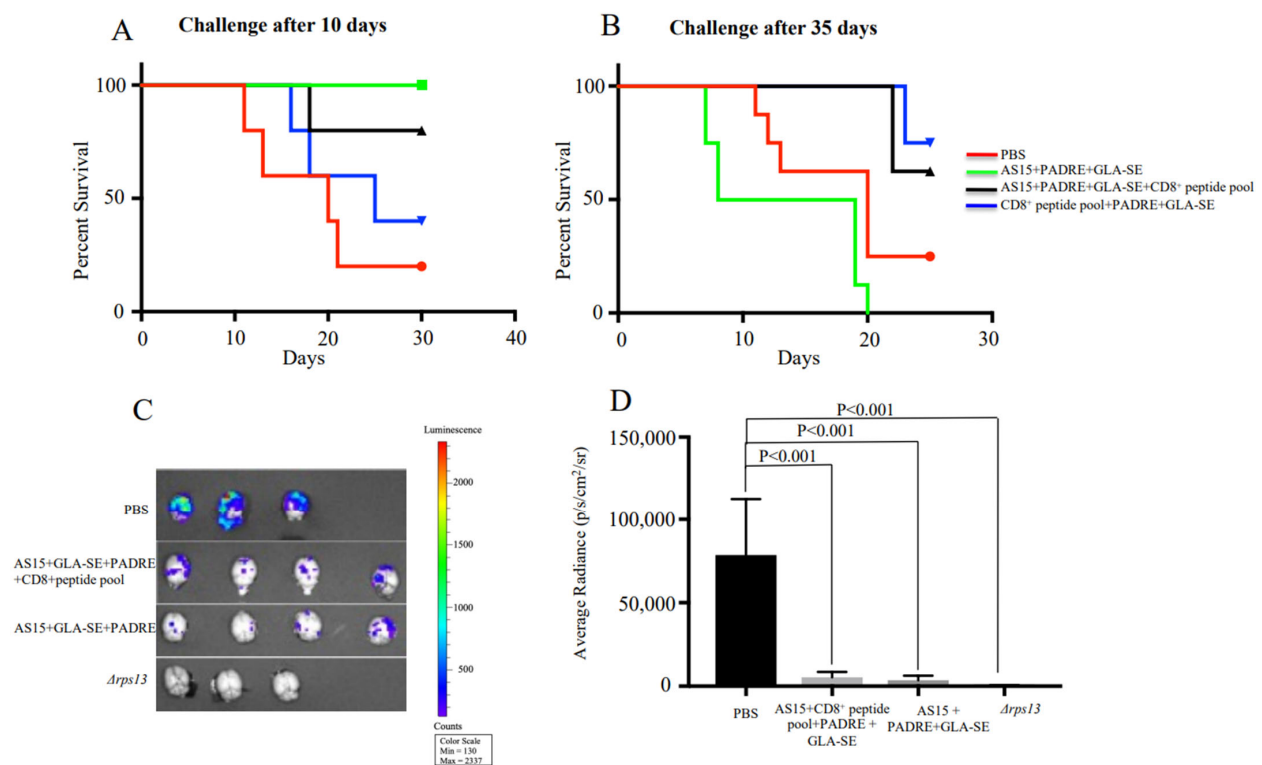 A
Challenge after 10 days
Percent Survival
100
50
0
0
10
20
30
40
Days
B
Challenge after 35 days
Percent Survival
100
50
0
0
10
20
30
Days
PBS
AS15+PADRE+GLA-SE
AS15+PADRE+GLA-SE+CD8⁺ peptide pool
CD8⁺ peptide pool+PADRE+GLA-SE
C
PBS
AS15+GLA-SE+PADRE
+CD8+peptide pool
AS15+GLA-SE+PADRE
Δrps13
Luminescence
2000
1500
1000
500
Counts
Color Scale
Min = 130
Max = 2337
D
Average Radiance (p/s/cm²/sr)
150,000
100,000
50,000
0
P<0.001
P<0.001
P<0.001
PBS
AS15+CD8⁺ peptide
pool+PADRE +
GLA-SE
AS15 +
PADRE+GLA-SE
Δrps13